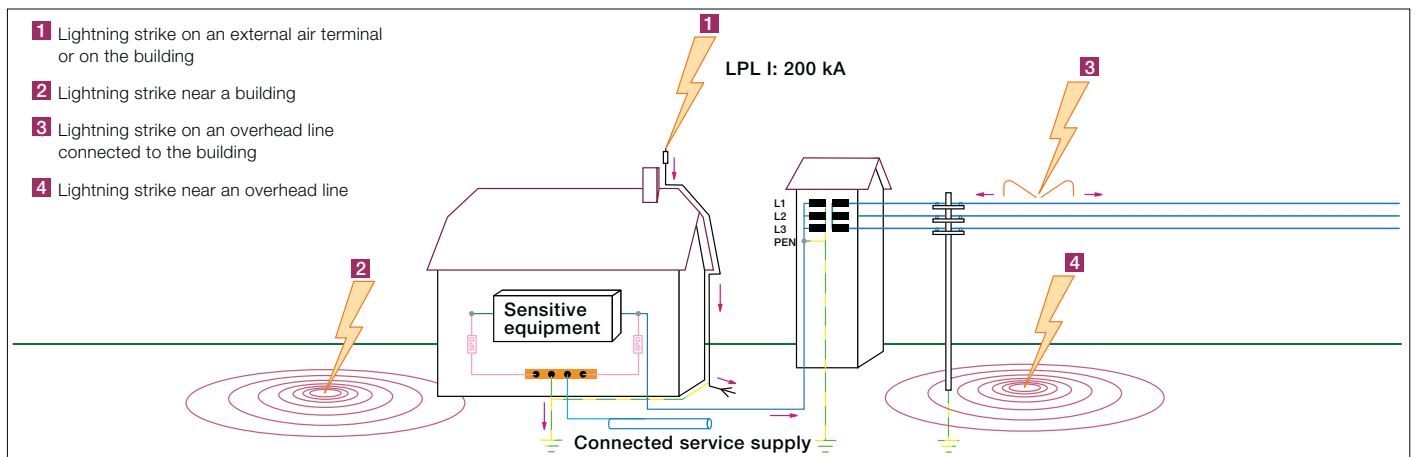 1 Lightning strike on an external air terminal
or on the building
2 Lightning strike near a building
3 Lightning strike on an overhead line
connected to the building
4 Lightning strike near an overhead line
1
LPL I: 200 kA
3
L1
L2
L3
PEN
2
4
Sensitive
equipment
SPD
SPD
Connected service supply